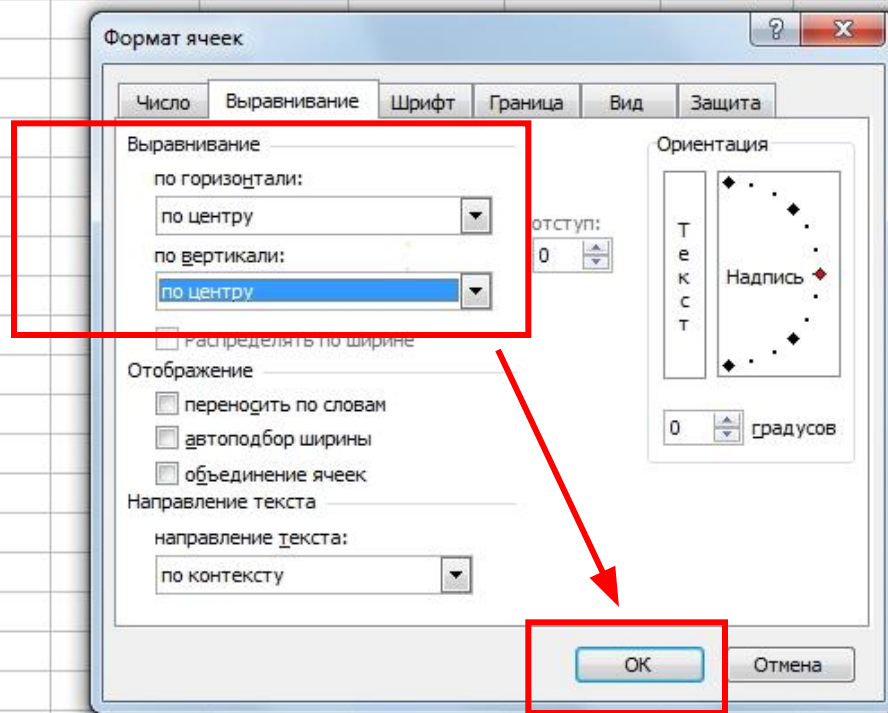 Формат ячеек
Число Выравнивание Шрифт Граница Вид Защита
Выравнивание
по горизонтали:
по центру
отступ:
по вертикали:
0
по центру
Распределять по ширине
Отображение
переносить по словам
автоподбор ширины
объединение ячеек
Направление текста
направление текста:
по контексту
Ориентация
Текст
Надпись
0 градусов
ОК Отмена